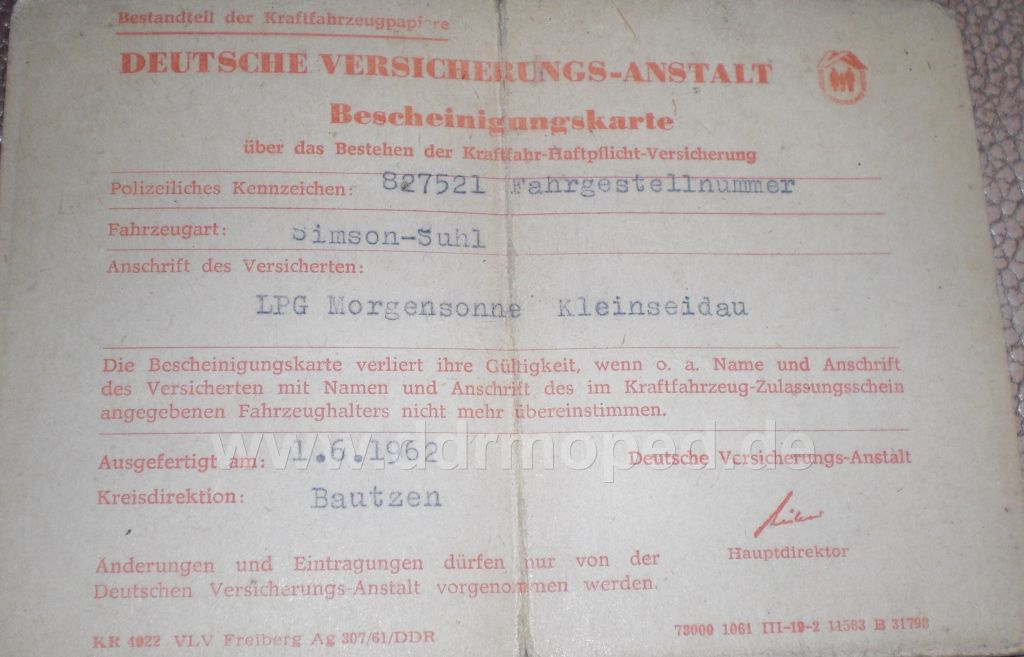 Bestandteil der Kraftfahrzeugpapiere
DEUTSCHE VERSICHERUNGS-ANSTALT
Bescheinigungskarte
über das Bestehen der Kraftfahr-Haftpflicht-Versicherung
Polizeiliches Kennzeichen: 827521 Fahrgestellnummer
Fahrzeugart: Simson-Suhl
Anschrift des Versicherten:
LPG Morgensonne Kleinseidau
Die Bescheinigungskarte verliert ihre Gültigkeit, wenn o. a. Name und Anschrift
des Versicherten mit Namen und Anschrift des im Kraftfahrzeug-Zulassungsschein
angegebenen Fahrzeughalters nicht mehr übereinstimmen.
www.ddrmoped.de
Ausgefertigt am: 1.6.1962 Deutsche Versicherungs-Anstalt
Kreisdirektion: Bautzen
Hauptdirektor
Änderungen und Eintragungen dürfen nur von der
Deutschen Versicherungs-Anstalt vorgenommen werden.
KR 4922 VLV Freiberg Ag 307/61/DDR 73000 1061 III-19-2 11583 B 31798